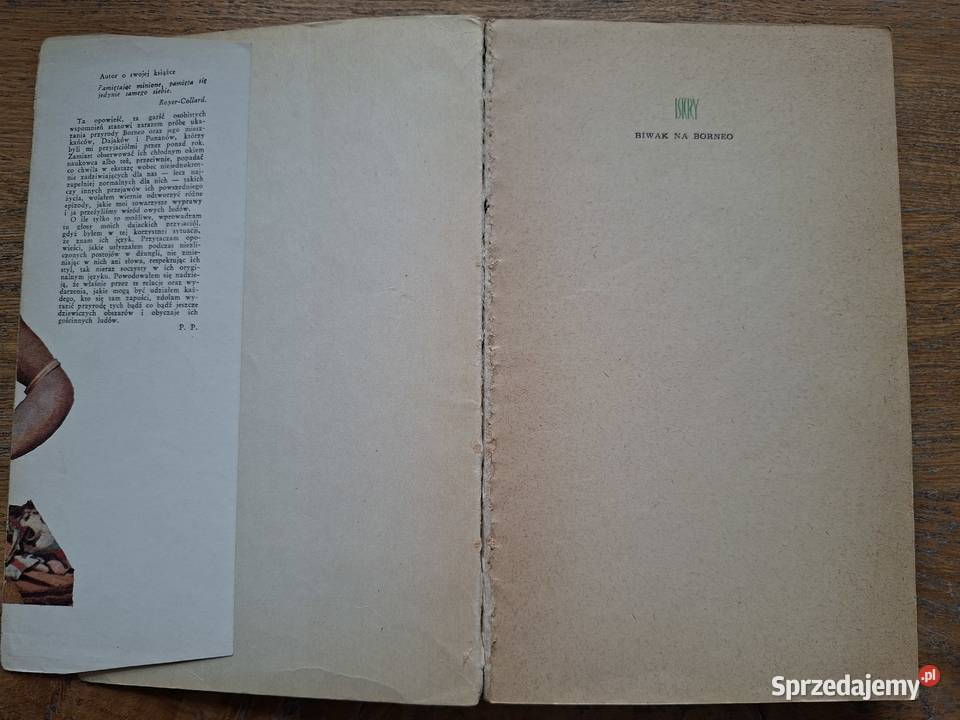 Autor o swojej książce
Pamiętając minione, pamięta się
jedynie samego siebie.
Royer-Collard.
Ta opowieść, ta gaźść osobistych
wspomnień stanowi zarazem próbę uka-
zania przyrody Borneo oraz jego miesz-
kańców, Dajaków i Punanów, którzy
byli mi przyjaciółmi przez ponad rok.
Zamiast obserwować ich chłodnym okiem
naukowca albo też, przeciwnie, popadać
co chwila w ekstazę wobec niejednokrot-
nie zadziwiających dla nas — lecz naj-
zupełniej normalnych dla nich — takich
czy innych przejawów ich powszedniego
życia, wolałem wiernie odtworzyć różne
epizody, jakie moi towarzysze wyprawy
i ja przeżyliśmy wśród owych ludów.
O ile tylko to możliwe, wprowadzam
tu głosy moich dajackich przyjaciół,
gdyż byłem w tej korzystnej sytuacji,
że znam ich język. Przytaczam opo-
wieści, jakie usłyszałem podczas niezli-
czonych postojów w dżungli, nie zmie-
niając w nich ani słowa, respektując ich
styl, tak nieraz soczysty w ich orygi-
nalnym języku. Powodowałem się nadzie-
ją, że właśnie przez te relacje oraz wy-
darzenia, jakie mogą być udziałem każ-
dego, kto się tam zapuści, zdołam wy-
razić przyrodę tych bądź co bądź jeszcze
dziewiczych obszarów i obyczaje ich
gościnnych ludów.
P. P.
ISKRY
BIWAK NA BORNEO
Sprzedajemy.pl